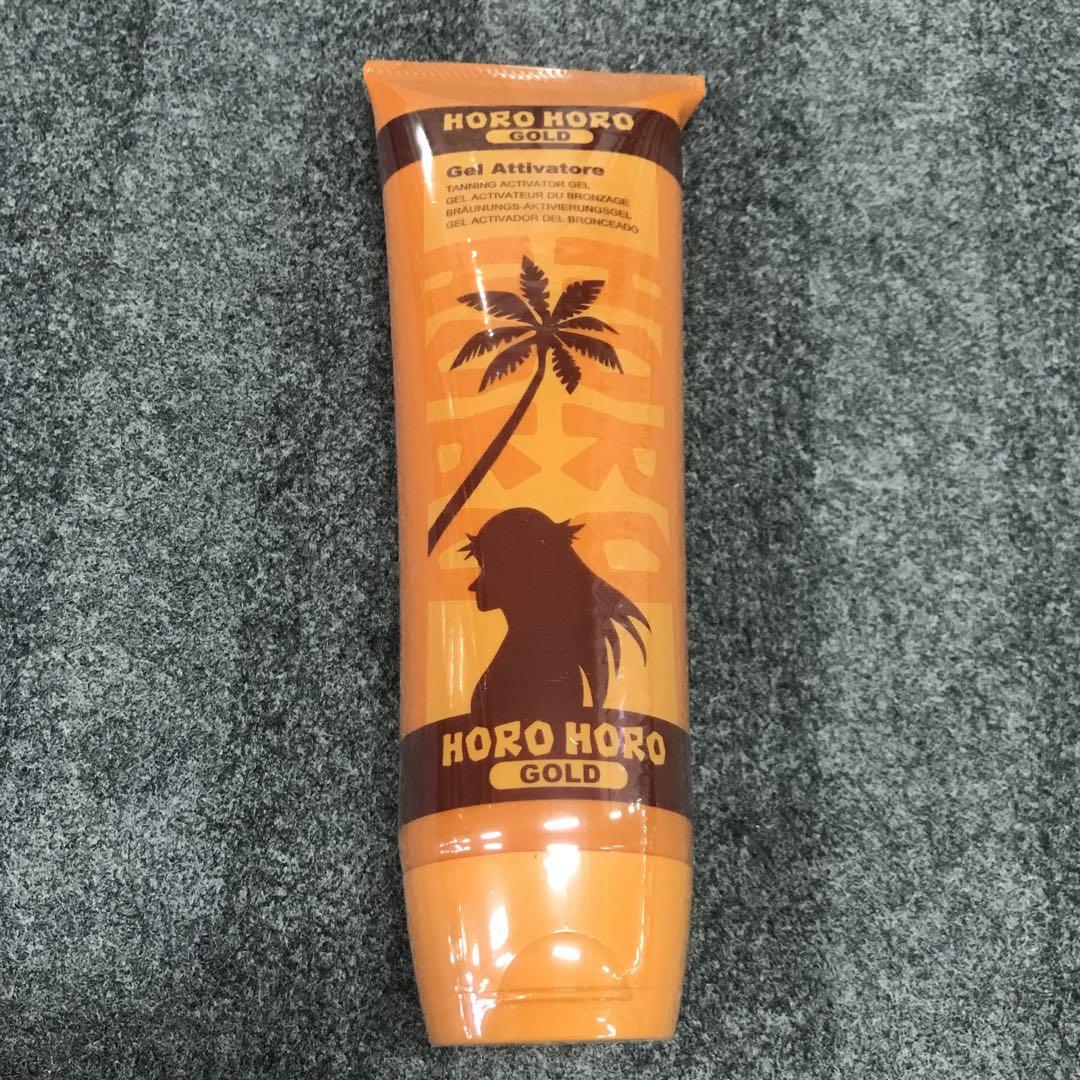 HORO HORO
GOLD
Gel Attivatore
TANNING ACTIVATOR GEL
GEL ACTIVATEUR DU BRONZAGE
BRÄUNUNGS-AKTIVIERUNGSGEL
GEL ACTIVADOR DEL BRONCEADO
HORO HORO
GOLD